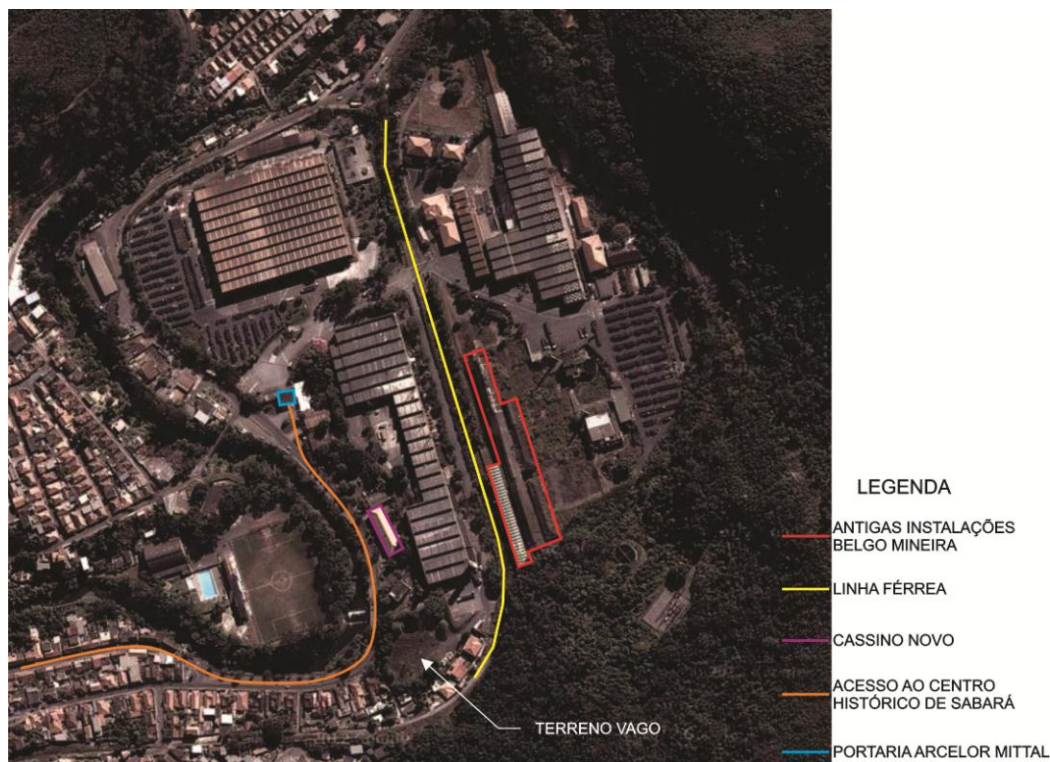 TERRENO VAGO
LEGENDA
ANTIGAS INSTALAÇÕES
BELGO MINEIRA
LINHA FÉRREA
CASSINO NOVO
ACESSO AO CENTRO
HISTÓRICO DE SABARÁ
PORTARIA ARCELOR MITTAL